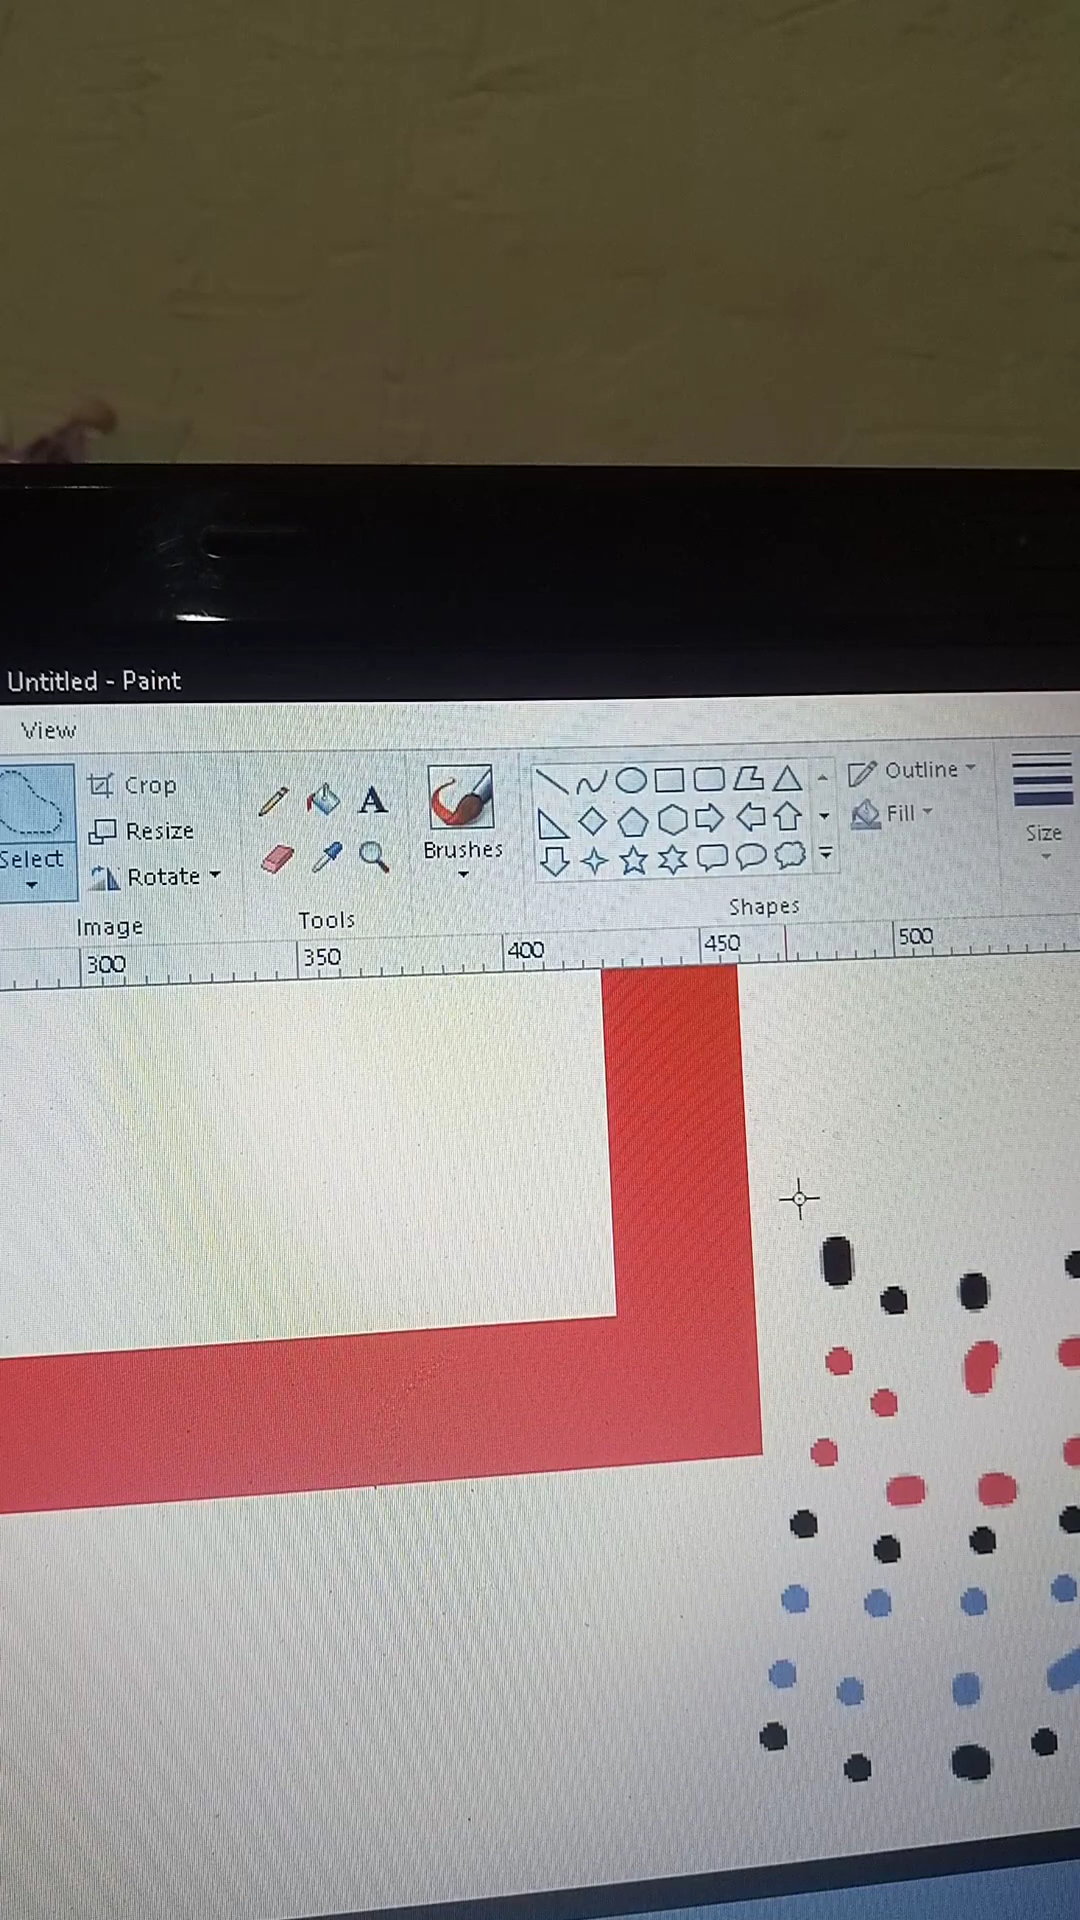 Untitled - Paint
View
Crop
Resize
Rotate
Select
Image
Tools
Brushes
Shapes
Outline
Fill
Size
300 350 400 450 500